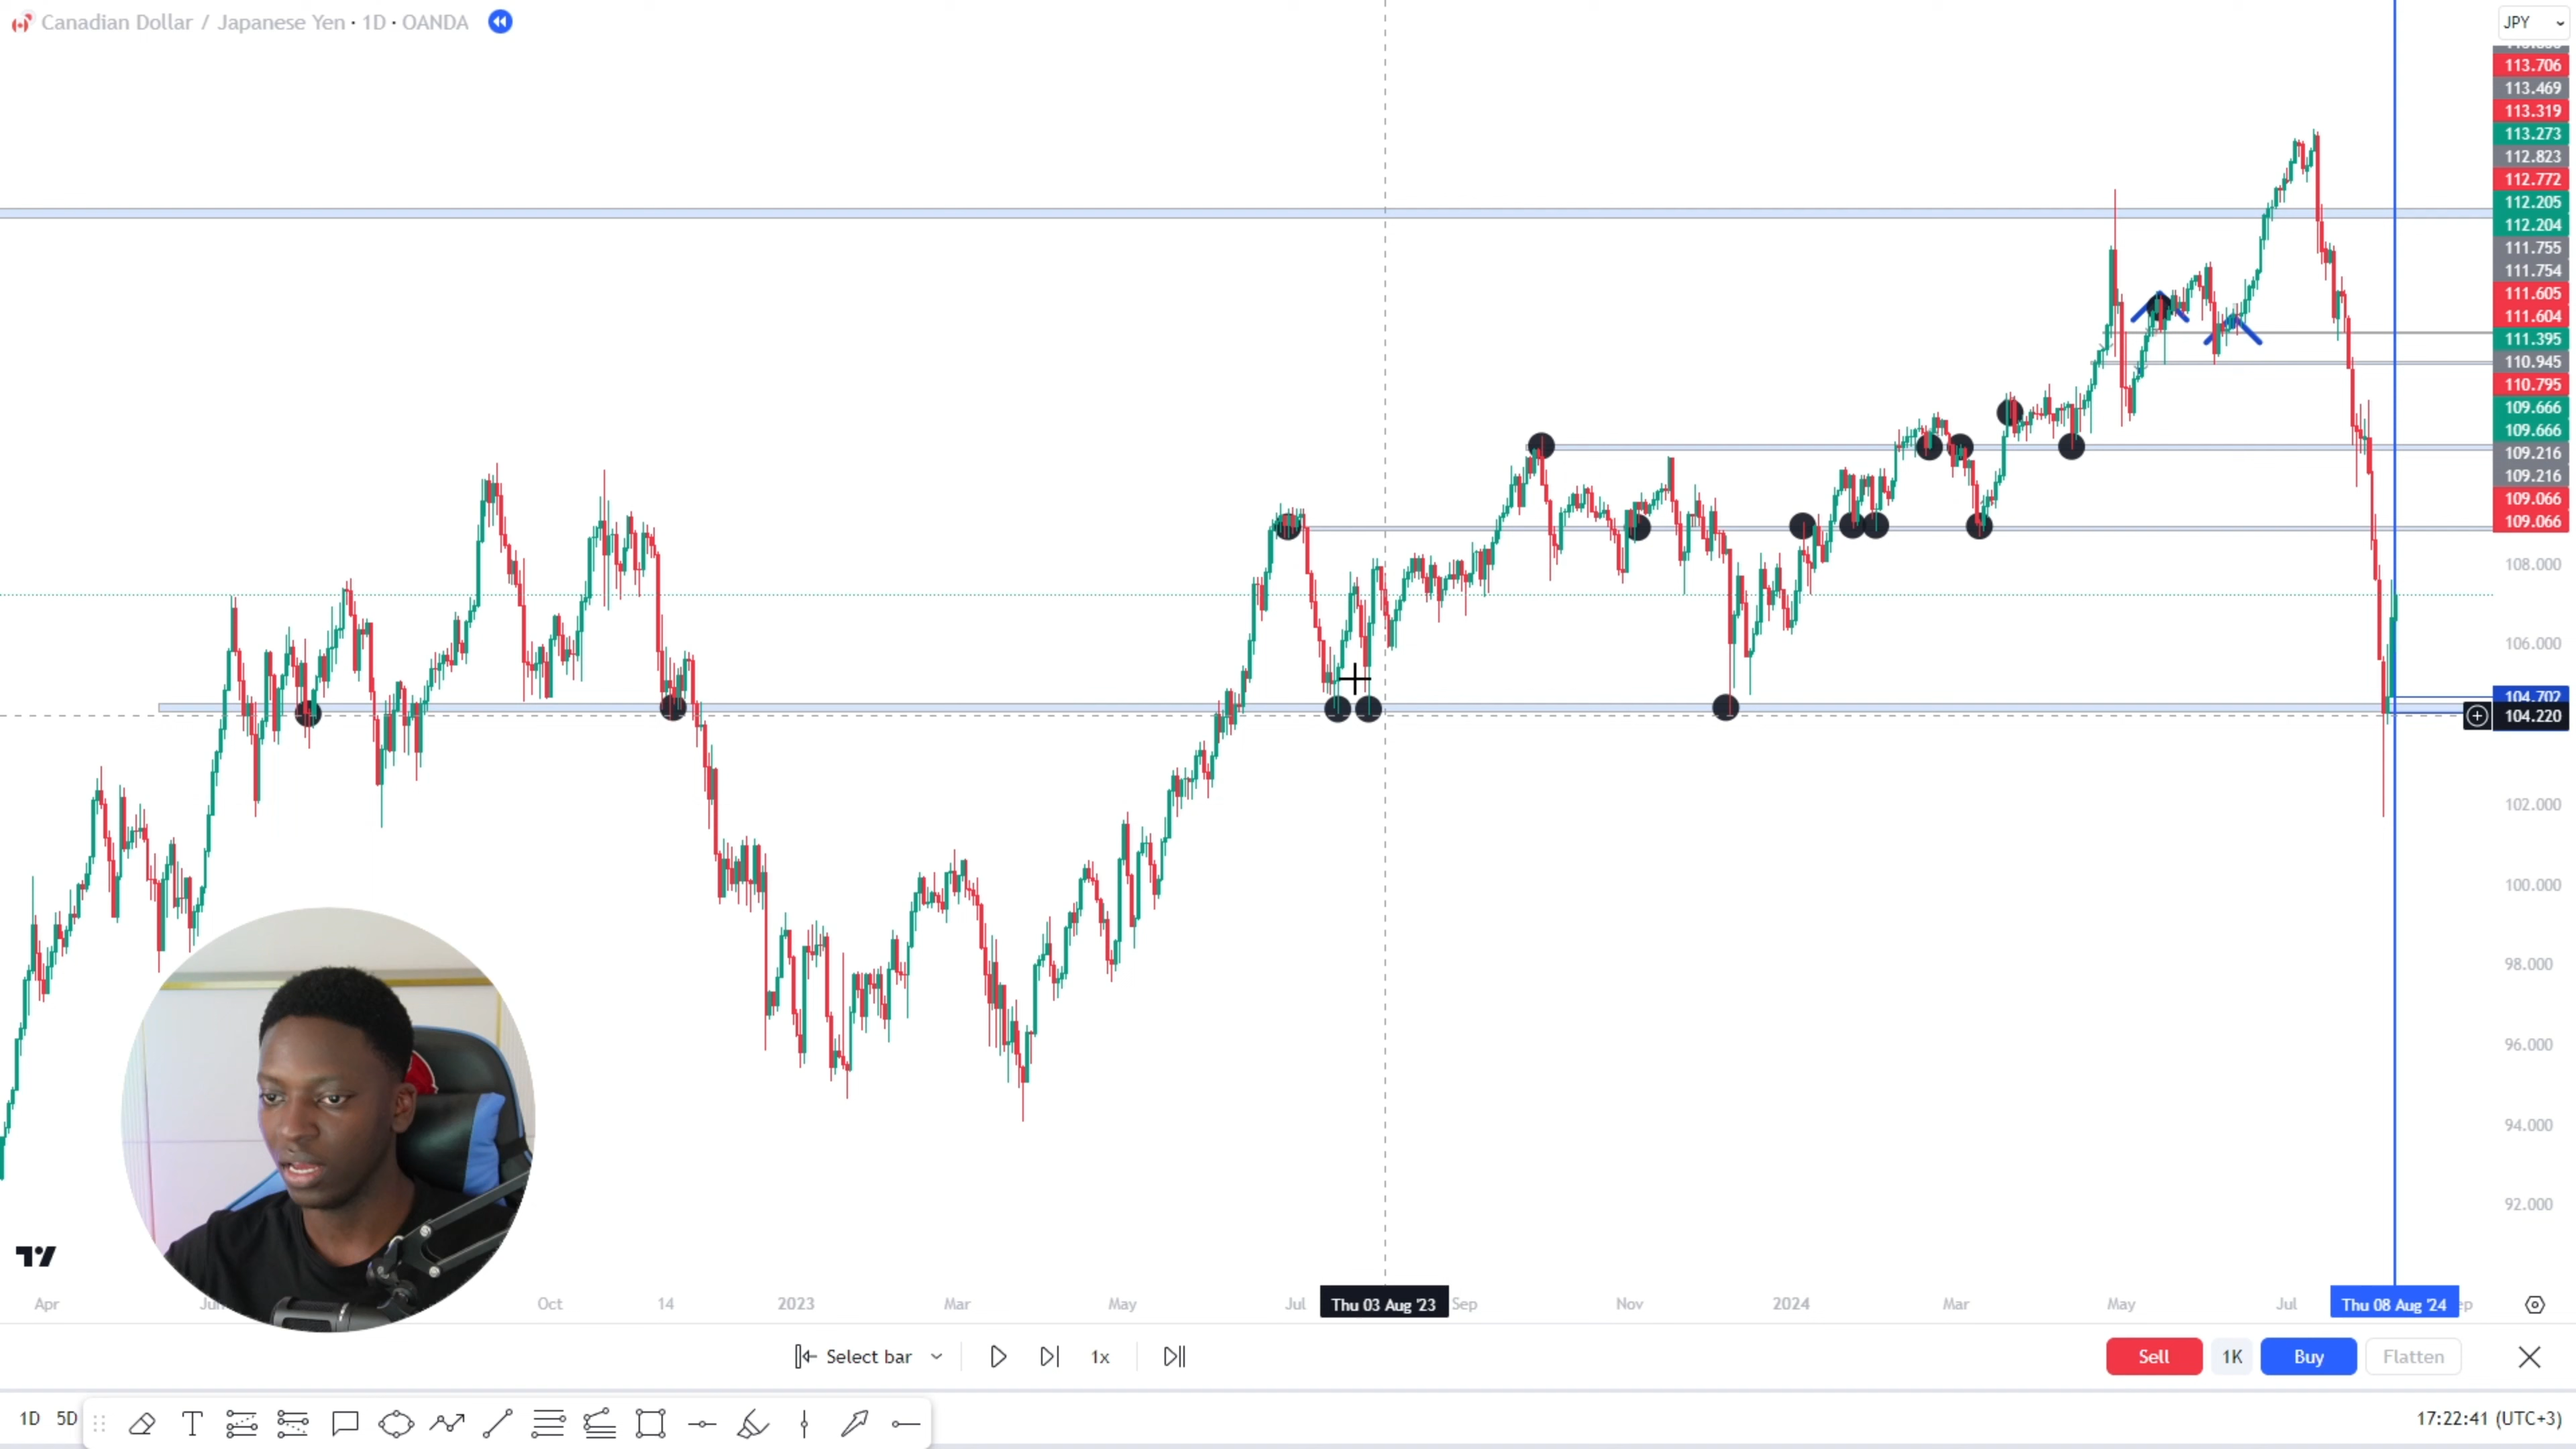 Canadian Dollar / Japanese Yen · 1D · OANDA
JPY
113.706
113.469
113.319
113.273
112.823
112.772
112.205
112.204
111.755
111.754
111.605
111.604
111.395
110.945
110.795
109.666
109.666
109.216
109.216
109.066
109.066
108.000
106.000
104.702
104.220
102.000
100.000
98.000
96.000
94.000
92.000
Apr
Jun
Oct
14
2023
Mar
May
Jul
Thu 03 Aug '23
Sep
Nov
2024
Mar
May
Jul
Thu 08 Aug '24
Select bar
1x
Sell
1K
Buy
Flatten
1D 5D
T
17:22:41 (UTC+3)